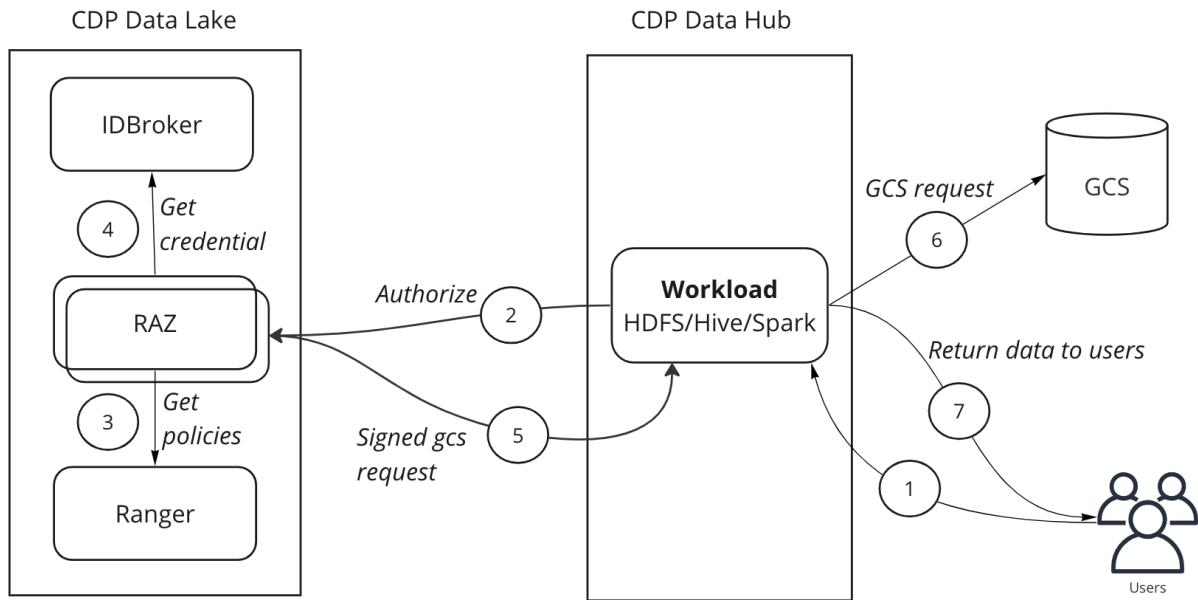 CDP Data Lake
CDP Data Hub
IDBroker
4
Get
credential
RAZ
3
Get
policies
Ranger
Authorize
2
Signed gcs
request
5
Workload
HDFS/Hive/Spark
GCS request
6
GCS
Return data to users
7
1
Users